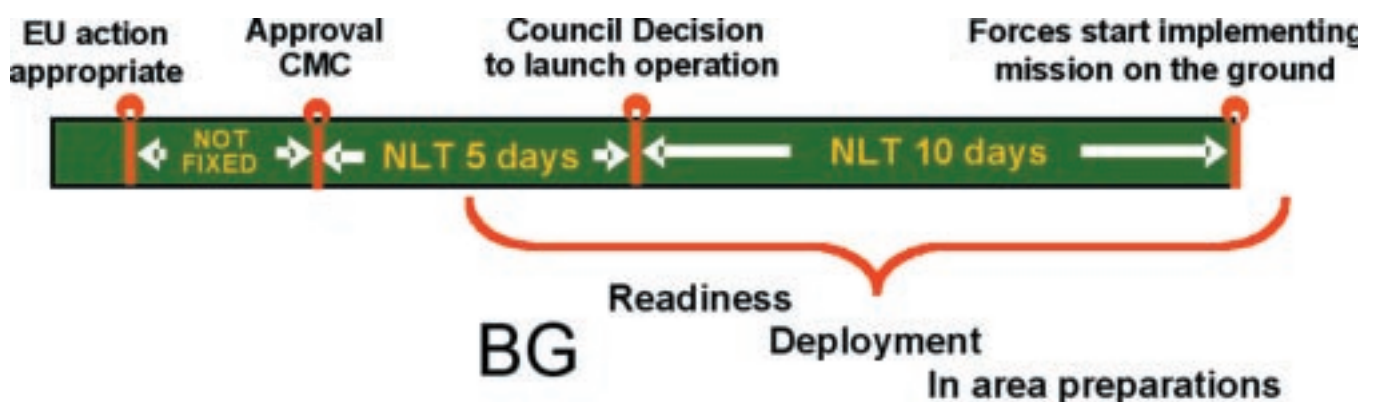 EU action
appropriate
Approval
CMC
Council Decision
to launch operation
Forces start implementing
mission on the ground
NOT
FIXED
NLT 5 days
NLT 10 days
Readiness
BG
Deployment
In area preparations